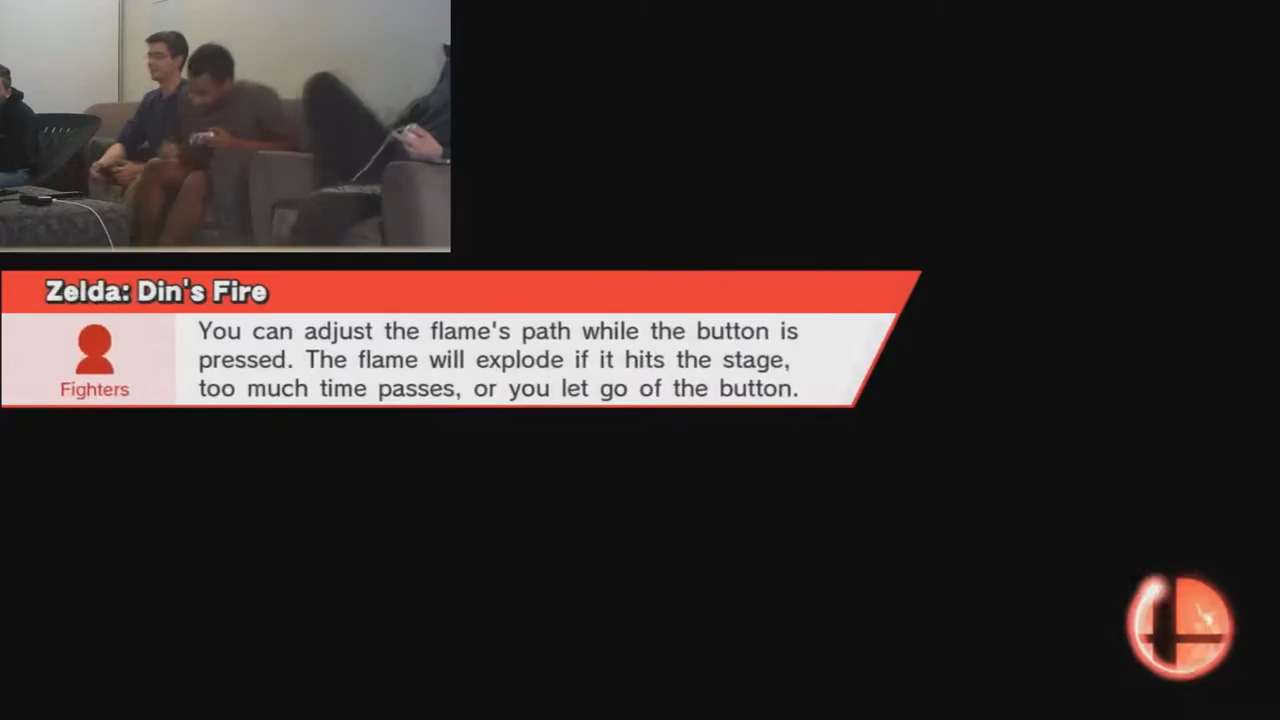 Zelda: Din's Fire
Fighters
You can adjust the flame's path while the button is
pressed. The flame will explode if it hits the stage,
too much time passes, or you let go of the button.